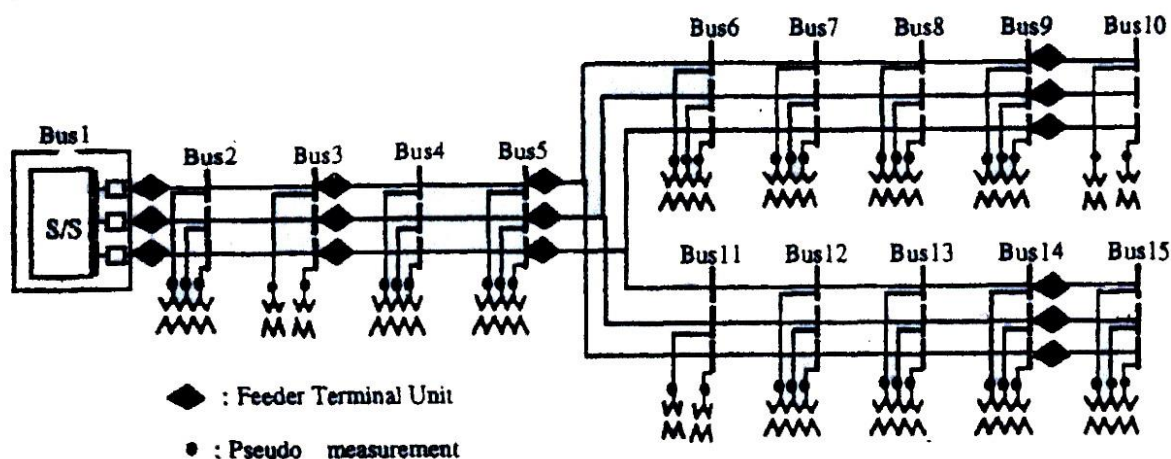 Bus6 Bus7 Bus8 Bus9 Bus10
Bus1
Bus2 Bus3 Bus4 Bus5
S/S
Bus11 Bus12 Bus13 Bus14 Bus15
: Feeder Terminal Unit
: Pseudo measurement